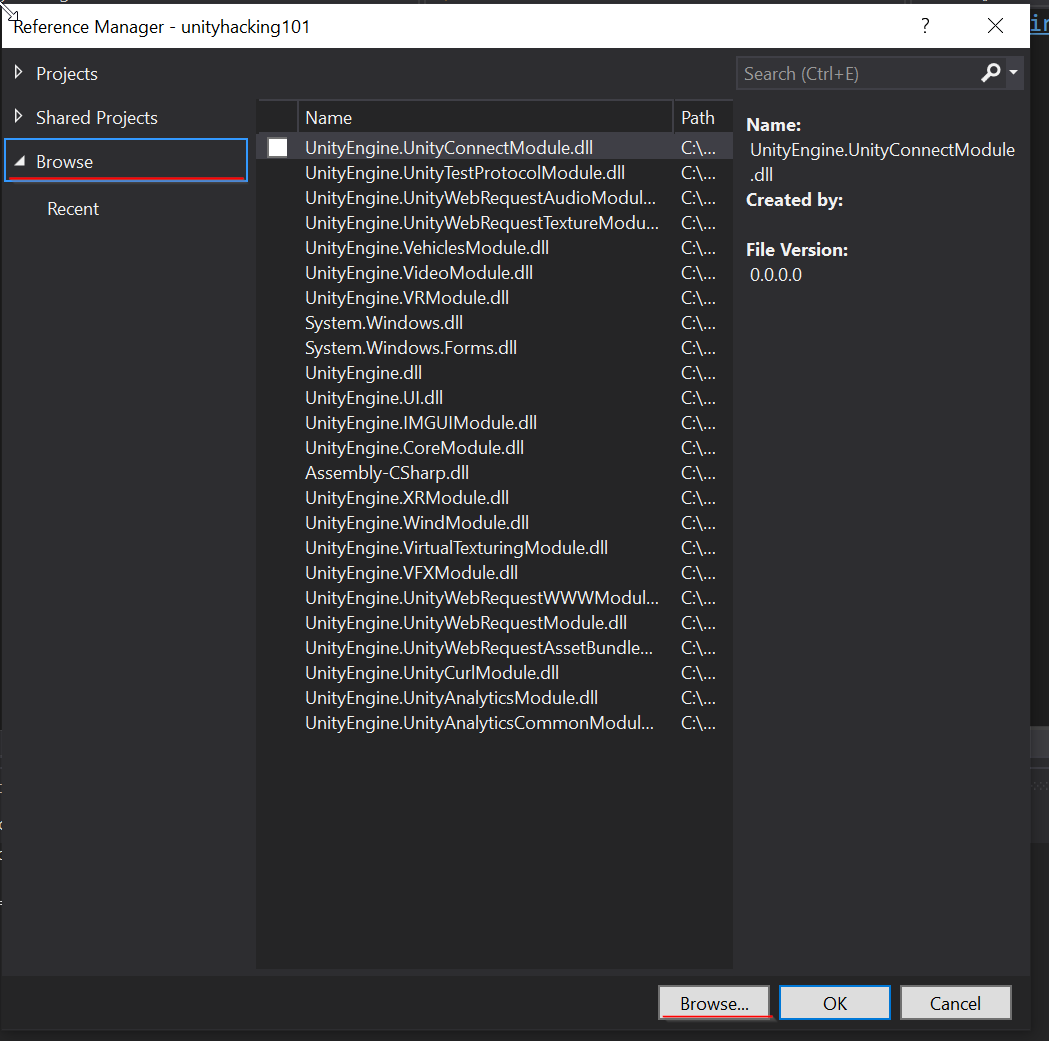 Reference Manager - unityhacking101
?
Projects
Shared Projects
Browse
Recent
Search (Ctrl+E)
Name Path
UnityEngine.UnityConnectModule.dll C:\...
UnityEngine.UnityTestProtocolModule.dll C:\...
UnityEngine.UnityWebRequestAudioModul... C:\...
UnityEngine.UnityWebRequestTextureModu... C:\...
UnityEngine.VehiclesModule.dll C:\...
UnityEngine.VideoModule.dll C:\...
UnityEngine.VRModule.dll C:\...
System.Windows.dll C:\...
System.Windows.Forms.dll C:\...
UnityEngine.dll C:\...
UnityEngine.UI.dll C:\...
UnityEngine.IMGUIModule.dll C:\...
UnityEngine.CoreModule.dll C:\...
Assembly-CSharp.dll C:\...
UnityEngine.XRModule.dll C:\...
UnityEngine.WindModule.dll C:\...
UnityEngine.VirtualTexturingModule.dll C:\...
UnityEngine.VFXModule.dll C:\...
UnityEngine.UnityWebRequestWWWModul... C:\...
UnityEngine.UnityWebRequestModule.dll C:\...
UnityEngine.UnityWebRequestAssetBundle... C:\...
UnityEngine.UnityCurlModule.dll C:\...
UnityEngine.UnityAnalyticsModule.dll C:\...
UnityEngine.UnityAnalyticsCommonModul... C:\...
Name:
UnityEngine.UnityConnectModule
.dll
Created by:
File Version:
0.0.0.0
Browse... OK Cancel